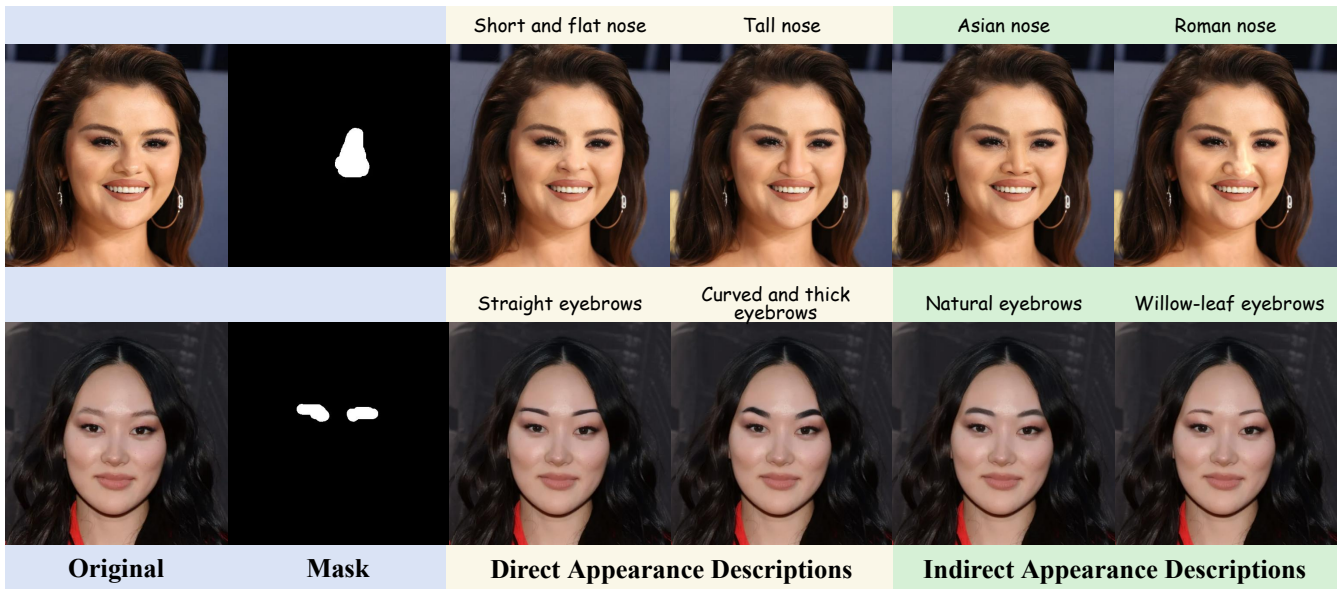 Short and flat nose
Tall nose
Asian nose
Roman nose
Straight eyebrows
Curved and thick
eyebrows
Natural eyebrows
Willow-leaf eyebrows
Original
Mask
Direct Appearance Descriptions
Indirect Appearance Descriptions